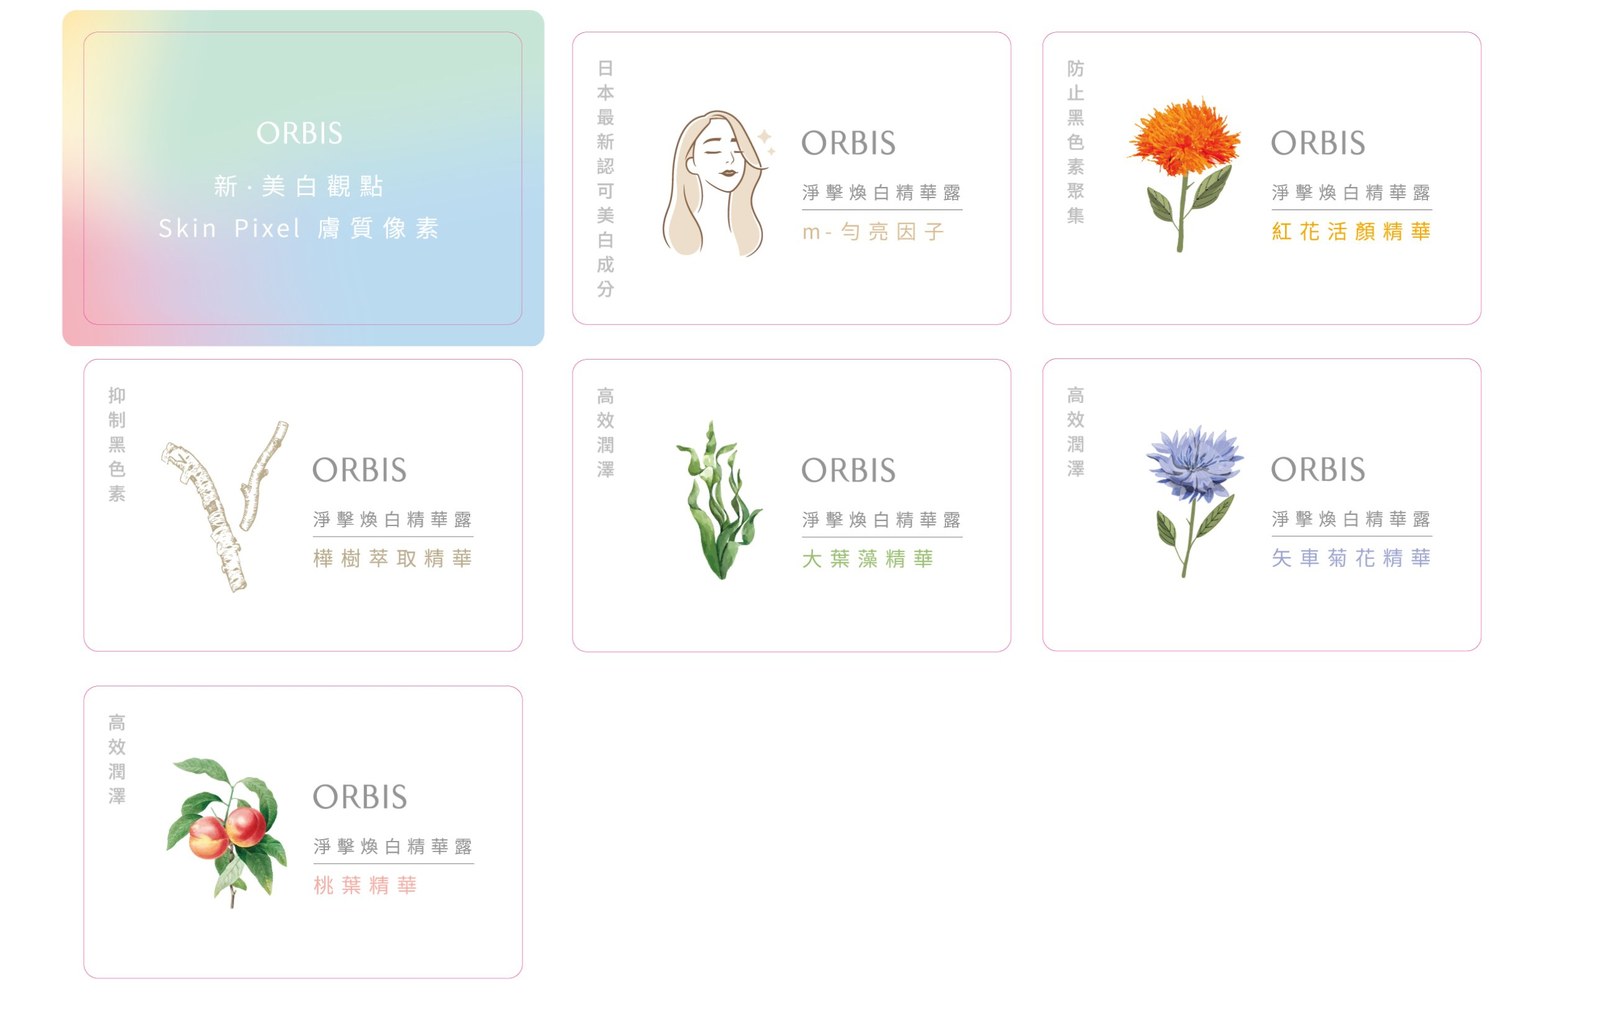 ORBIS
新·美白觀點
Skin Pixel 膚質像素
日本最新認可美白成分
ORBIS
淨擊煥白精華露
m-勻亮因子
防止黑色素聚集
ORBIS
淨擊煥白精華露
紅花活顏精華
抑制黑色素
ORBIS
淨擊煥白精華露
樺樹萃取精華
高效潤澤
ORBIS
淨擊煥白精華露
大葉藻精華
高效潤澤
ORBIS
淨擊煥白精華露
矢車菊花精華
高效潤澤
ORBIS
淨擊煥白精華露
桃葉精華